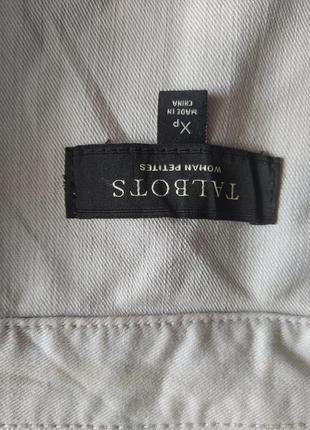 TALBOTS
WOMAN PETITES
Xp
MADE IN
CHINA